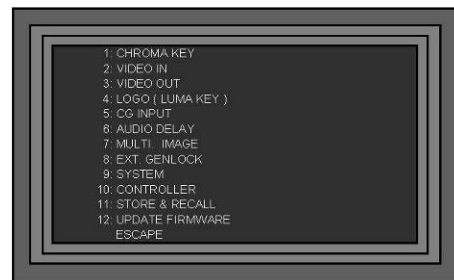 1: CHROMA KEY
2: VIDEO IN
3: VIDEO OUT
4: LOGO ( LUMA KEY )
5: CG INPUT
6: AUDIO DELAY
7: MULTI. IMAGE
8: EXT. GENLOCK
9: SYSTEM
10: CONTROLLER
11: STORE & RECALL
12: UPDATE FIRMWARE
ESCAPE